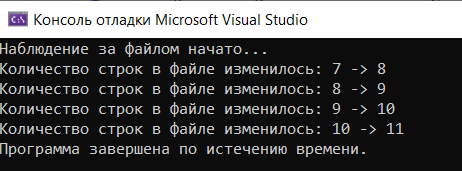 C:\
Консоль отладки Microsoft Visual Studio
Наблюдение за файлом начато...
Количество строк в файле изменилось: 7 -> 8
Количество строк в файле изменилось: 8 -> 9
Количество строк в файле изменилось: 9 -> 10
Количество строк в файле изменилось: 10 -> 11
Программа завершена по истечению времени.